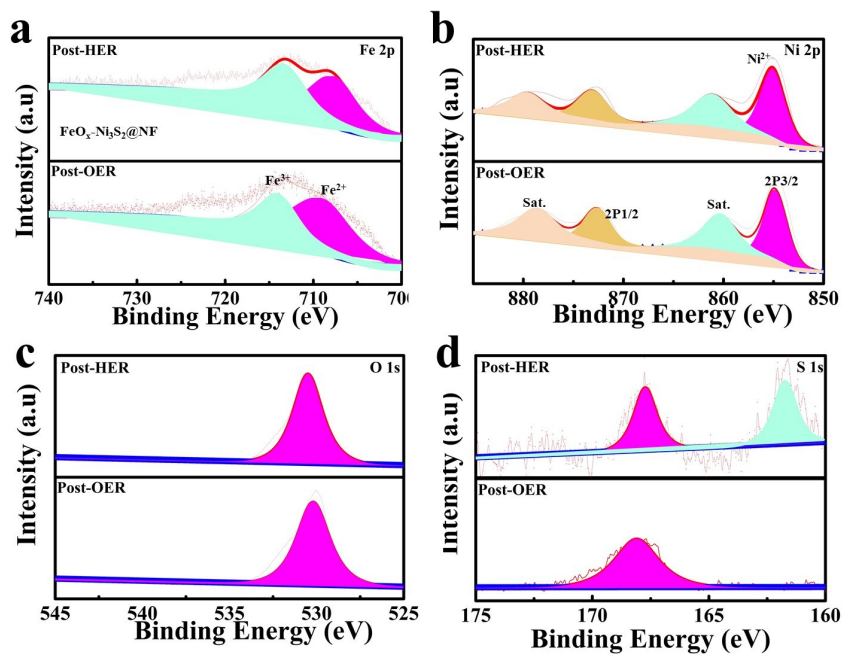 a
Post-HER
Fe 2p
FeOₓ-Ni₃S₂@NF
Post-OER
Fe³⁺
Fe²⁺
Intensity (a.u)
740 730 720 710 700
Binding Energy (eV)
b
Post-HER
Ni 2p
Ni²⁺
Post-OER
Sat.
2P1/2
Sat.
2P3/2
Intensity (a.u)
880 870 860 850
Binding Energy (eV)
c
Post-HER
O 1s
Post-OER
Intensity (a.u)
545 540 535 530 525
Binding Energy (eV)
d
Post-HER
S 1s
Post-OER
Intensity (a.u)
175 170 165 160
Binding Energy (eV)